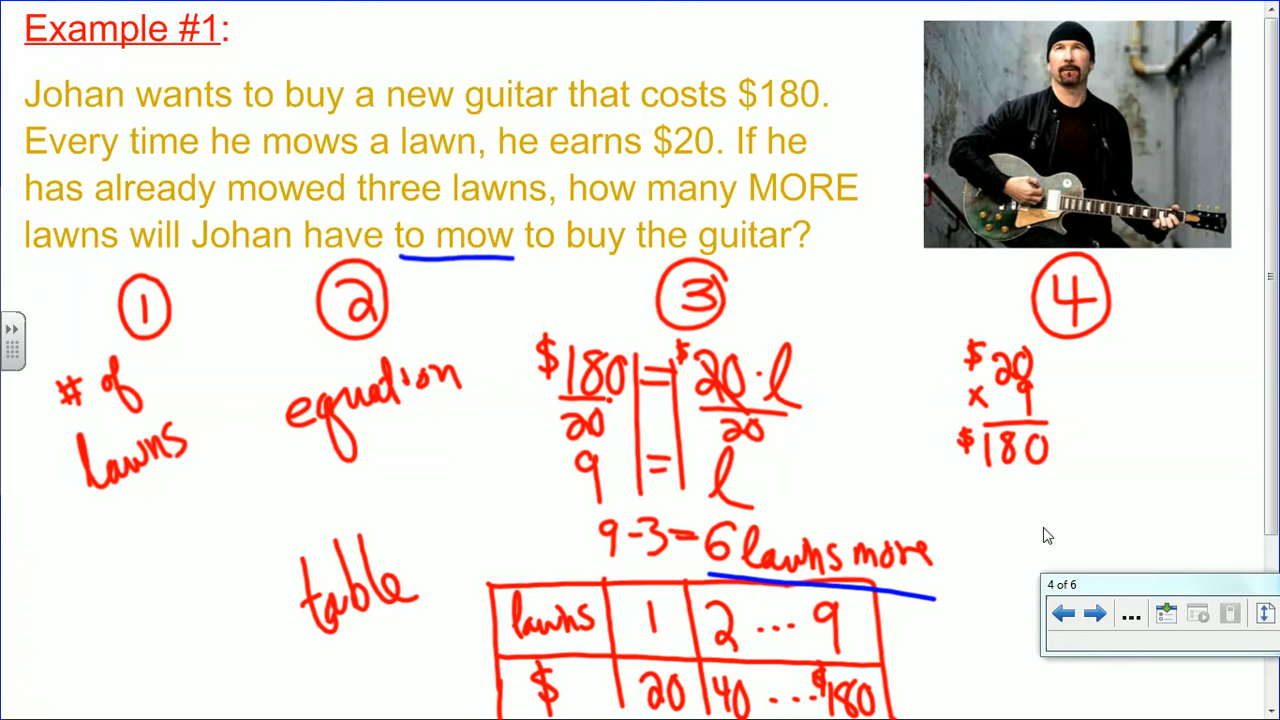 Example #1:
Johan wants to buy a new guitar that costs $180.
Every time he mows a lawn, he earns $20. If he
has already mowed three lawns, how many MORE
lawns will Johan have to mow to buy the guitar?
1 2 3 4
# of
lawns
equation
table
$180 = $20 · l
20 20
9 = l
9 - 3 = 6 lawns more
lawns 1 2 ... 9
$ 20 40 ... $180
$20
x 9
$180
4 of 6
...